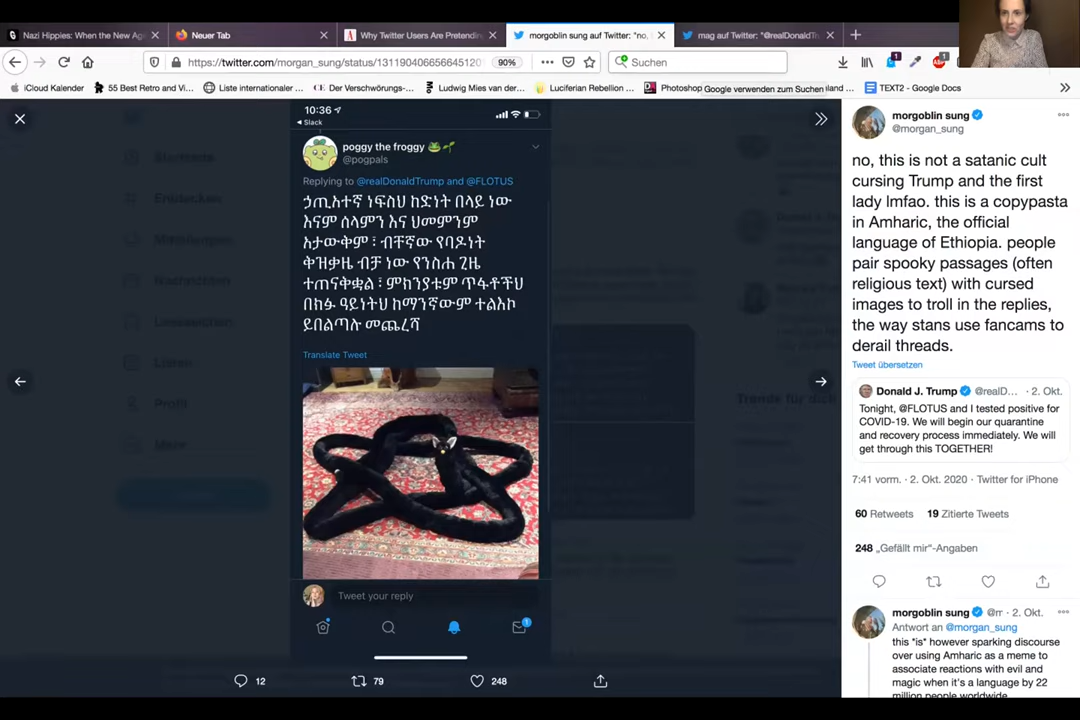 Nazi Hippies: When the New Ag
Neuer Tab
Why Twitter Users Are Pretending
morgoblin sung auf Twitter: "no,
mag auf Twitter: "@realDonaldTru
https://twitter.com/morgan_sung/status/1311904066566645120
90%
Suchen
iCloud Kalender
55 Best Retro and Vi...
Liste internationaler ...
Der Verschwörungs-...
Ludwig Mies van der...
Luciferian Rebellion ...
Photoshop
Google verwenden zum Suchen
land ...
TEXT2 - Google Docs
10:36
Slack
poggy the froggy
@pogpals
Replying to @realDonaldTrump and @FLOTUS
ኃጢአተኛ ነፍስህ ከድነት በላይ ነው
እናም ሰላምን እና ህመምንም
አታውቅም ፣ ብቸኛው የባዶነት
ቅዝቃዜ ብቻ ነው የንስሐ ጊዜ
ተጠናቅቋል ፣ ምክንያቱም ጥፋቶችህ
በክፉ ዓይነትህ ከማንኛውም ተልእኮ
ይበልጣሉ መጨረሻ
Translate Tweet
Tweet your reply
1
12
79
248
morgoblin sung
@morgan_sung
no, this is not a satanic cult
cursing Trump and the first
lady lmfao. this is a copypasta
in Amharic, the official
language of Ethiopia. people
pair spooky passages (often
religious text) with cursed
images to troll in the replies,
the way stans use fancams to
derail threads.
Tweet übersetzen
Donald J. Trump @realD... · 2. Okt.
Tonight, @FLOTUS and I tested positive for
COVID-19. We will begin our quarantine
and recovery process immediately. We will
get through this TOGETHER!
7:41 vorm. · 2. Okt. 2020 · Twitter for iPhone
60 Retweets 19 Zitierte Tweets
248 „Gefällt mir"-Angaben
morgoblin sung @m · 2. Okt.
Antwort an @morgan_sung
this *is* however sparking discourse
over using Amharic as a meme to
associate reactions with evil and
magic when it's a language by 22
million people worldwide